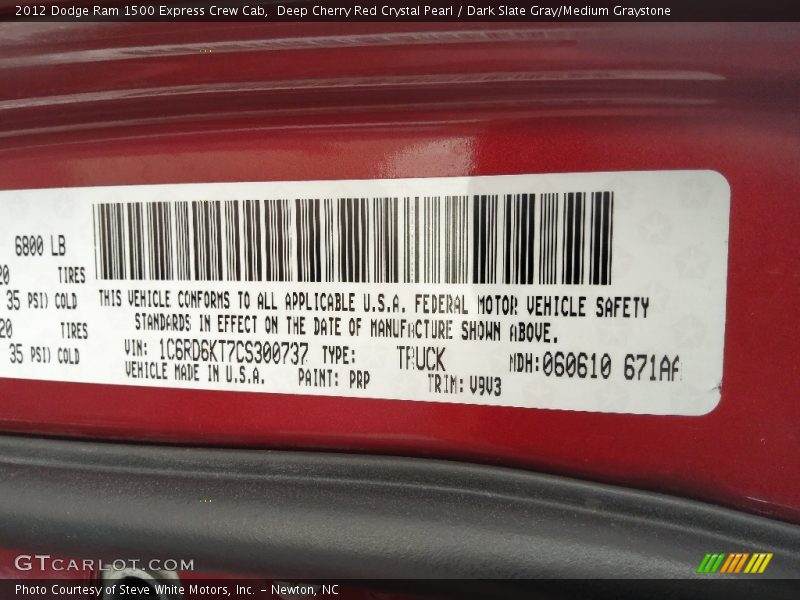 2012 Dodge Ram 1500 Express Crew Cab, Deep Cherry Red Crystal Pearl / Dark Slate Gray/Medium Graystone
6800 LB
20 TIRES
35 PSI) COLD
20 TIRES
35 PSI) COLD
THIS VEHICLE CONFORMS TO ALL APPLICABLE U.S.A. FEDERAL MOTOR VEHICLE SAFETY
STANDARDS IN EFFECT ON THE DATE OF MANUFACTURE SHOWN ABOVE.
VIN: 1C6RD6KT7CS300737 TYPE: TRUCK MDH:060610 671AA
VEHICLE MADE IN U.S.A. PAINT: PRP TRIM: V9V3
GTCARLOT.COM
Photo Courtesy of Steve White Motors, Inc. – Newton, NC